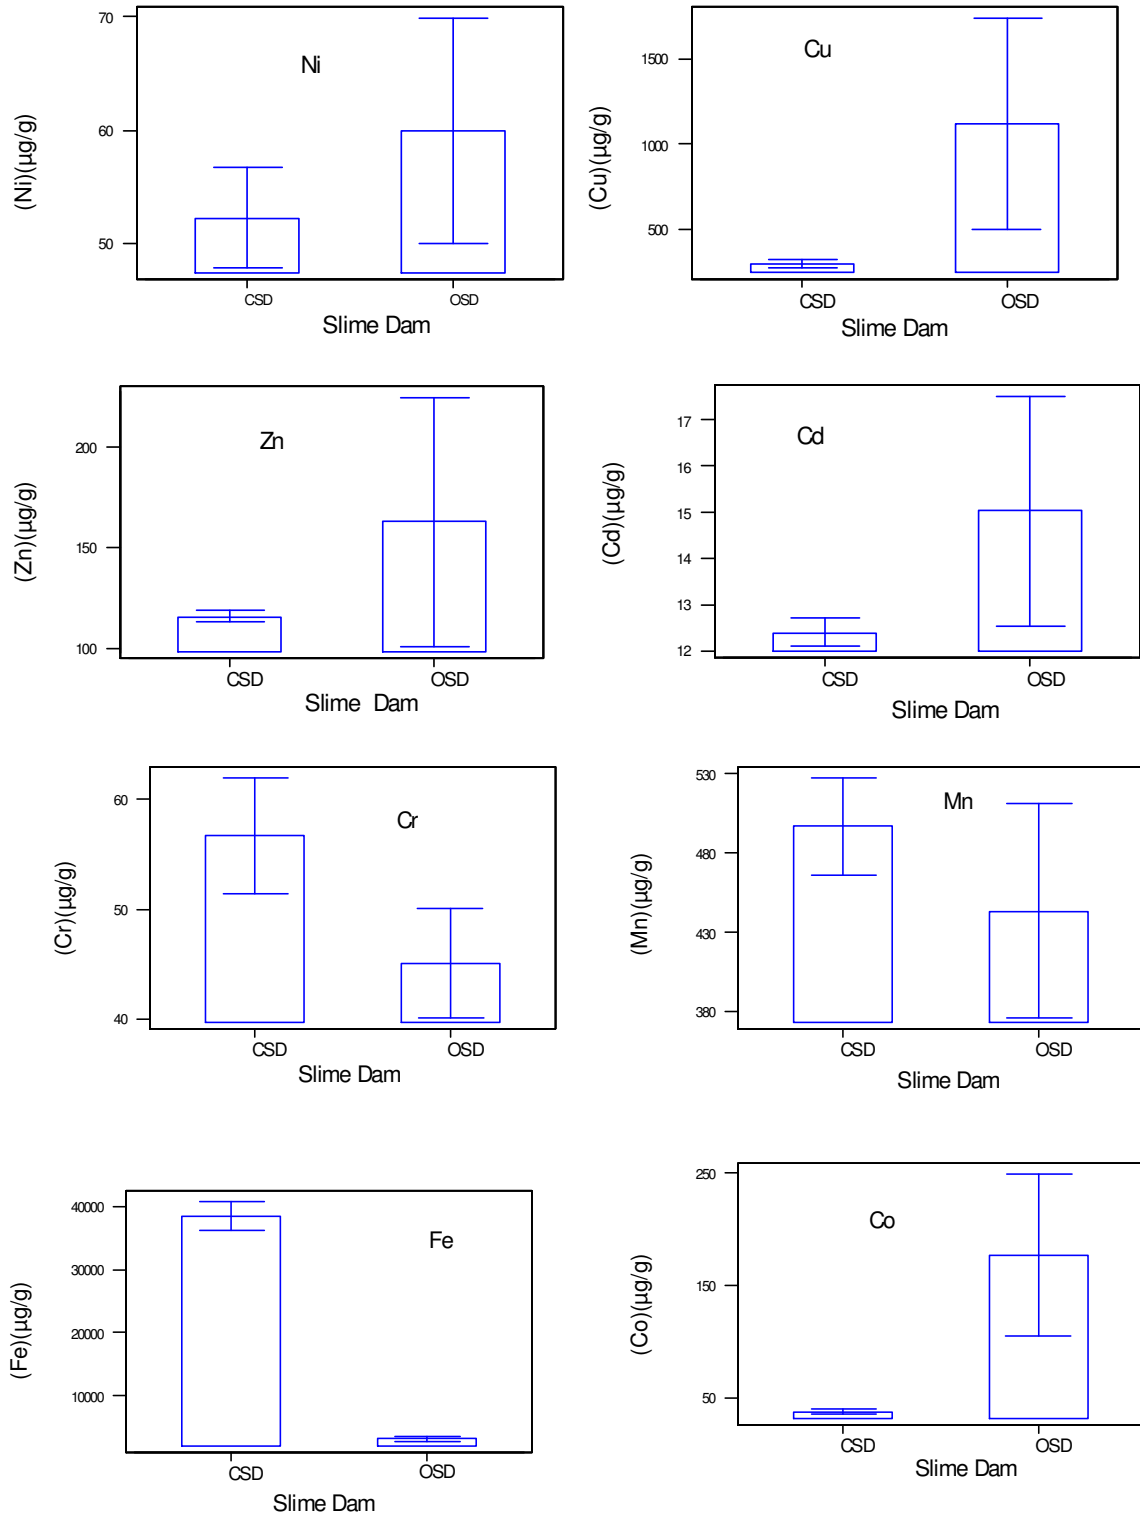 70
60
50
(Ni)(µg/g)
Ni
CSD OSD
Slime Dam
1500
1000
500
(Cu)(µg/g)
Cu
CSD OSD
Slime Dam
200
150
100
(Zn)(µg/g)
Zn
CSD OSD
Slime Dam
17
16
15
14
13
12
(Cd)(µg/g)
Cd
CSD OSD
Slime Dam
60
50
40
(Cr)(µg/g)
Cr
CSD OSD
Slime Dam
530
480
430
380
(Mn)(µg/g)
Mn
CSD OSD
Slime Dam
40000
30000
20000
10000
(Fe)(µg/g)
Fe
CSD OSD
Slime Dam
250
150
50
(Co)(µg/g)
Co
CSD OSD
Slime Dam